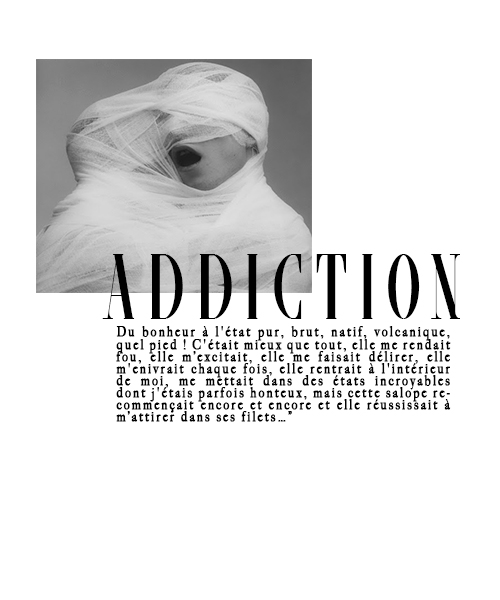 ADDICTION
Du bonheur à l'état pur, brut, natif, volcanique,
quel pied ! C'était mieux que tout, elle me rendait
fou, elle m'excitait, elle me faisait délirer, elle
m'enivrait chaque fois, elle rentrait à l'intérieur
de moi, me mettait dans des états incroyables
dont j'étais parfois honteux, mais cette salope re-
commençait encore et encore et elle réussissait à
m'attirer dans ses filets…"